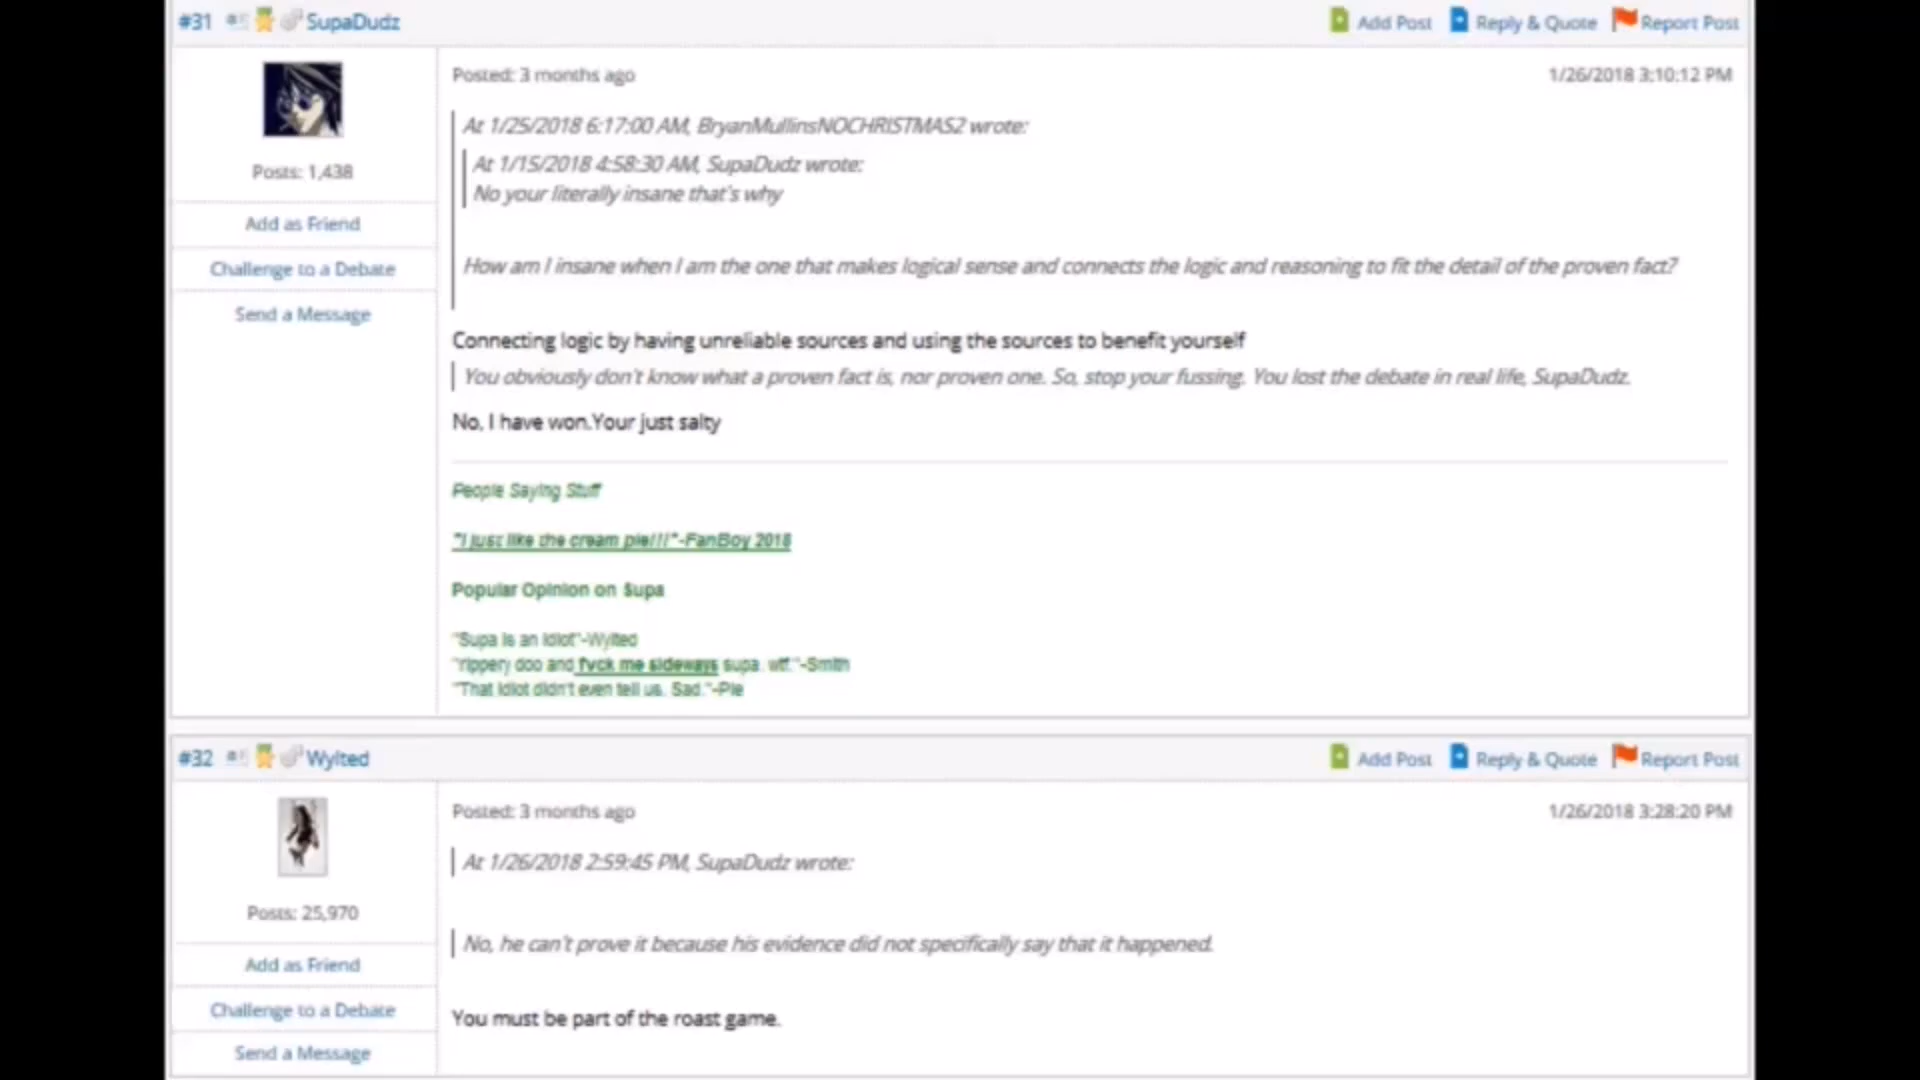 #31 SupaDudz Add Post Reply & Quote Report Post
Posted: 3 months ago 1/26/2018 3:10:12 PM
At 1/25/2018 6:17:00 AM, BryanMullinsNOCHRISTMAS2 wrote:
At 1/15/2018 4:58:30 AM, SupaDudz wrote:
Posts: 1,438
No your literally insane that's why
Add as Friend
Challenge to a Debate
How am I insane when I am the one that makes logical sense and connects the logic and reasoning to fit the detail of the proven fact?
Send a Message
Connecting logic by having unreliable sources and using the sources to benefit yourself
You obviously don't know what a proven fact is, nor proven one. So, stop your fussing. You lost the debate in real life, SupaDudz.
No, I have won.Your just salty
People Saying Stuff
"I just like the cream pie!!!"-FanBoy 2018
Popular Opinion on Supa
"Supa is an idiot"-Wylted
"rippery doo and fvck me sideways supa. wtf."-Smith
"That idiot didn't even tell us. Sad."-Pie
#32 Wylted Add Post Reply & Quote Report Post
Posted: 3 months ago 1/26/2018 3:28:20 PM
At 1/26/2018 2:59:45 PM, SupaDudz wrote:
Posts: 25,970
No, he can't prove it because his evidence did not specifically say that it happened.
Add as Friend
Challenge to a Debate
You must be part of the roast game.
Send a Message